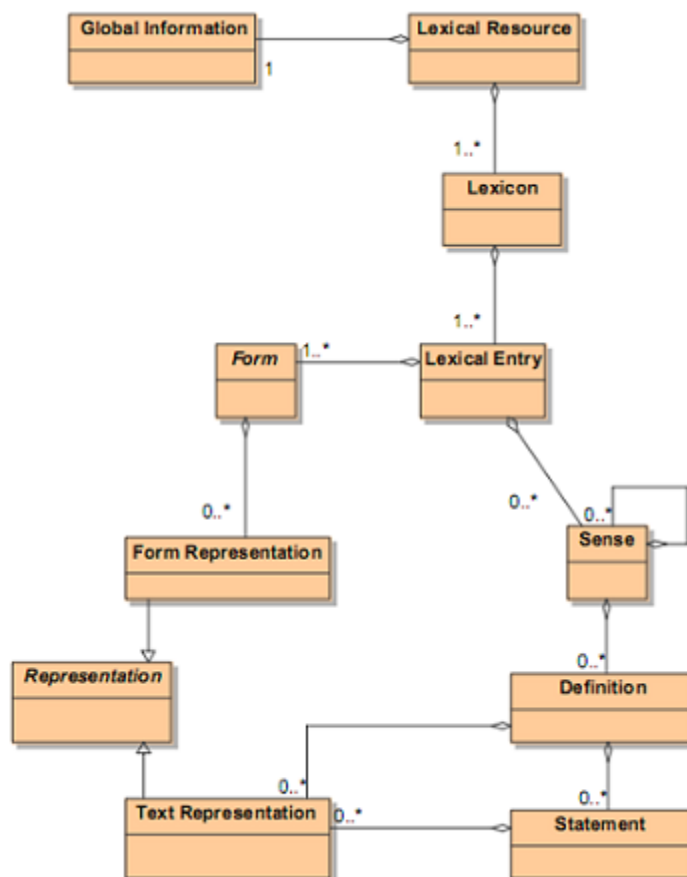 Global Information
Lexical Resource
1
1..*
Lexicon
1..*
Form
1..*
Lexical Entry
0..*
0..*
0..*
Form Representation
Sense
Representation
0..*
Definition
0..*
0..*
Text Representation
0..*
Statement